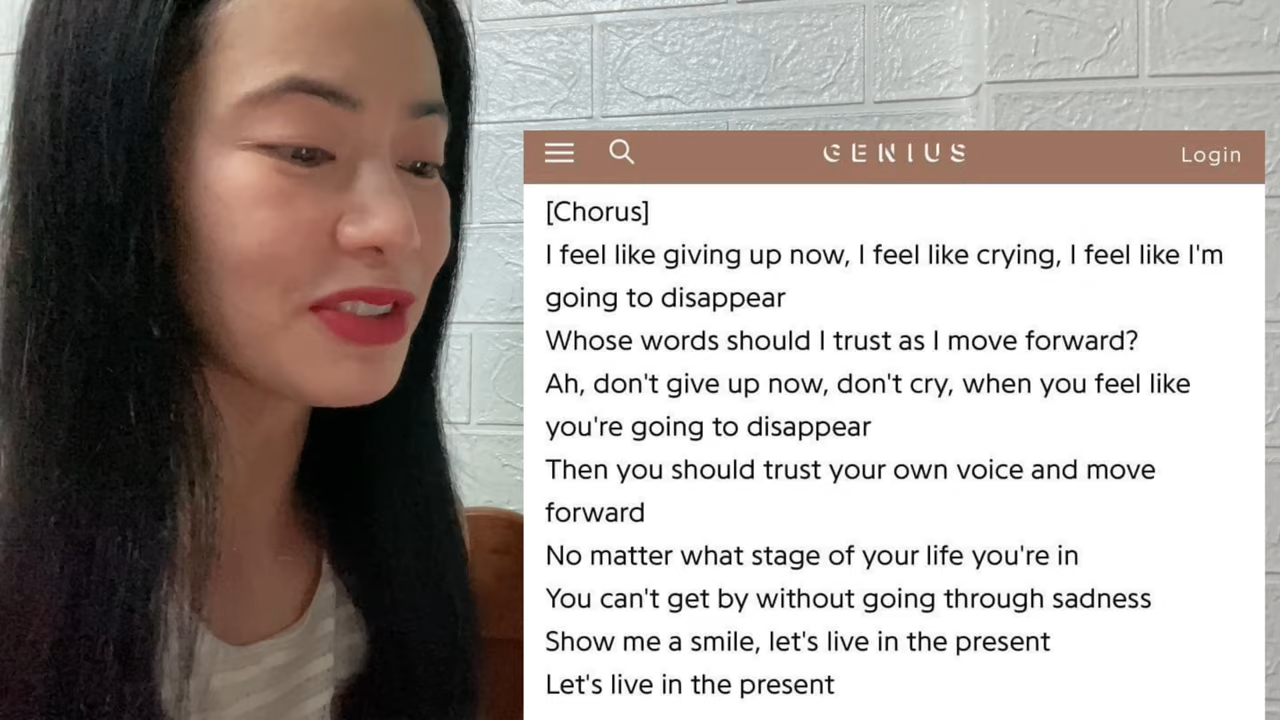 GENIUS
Login
[Chorus]
I feel like giving up now, I feel like crying, I feel like I'm
going to disappear
Whose words should I trust as I move forward?
Ah, don't give up now, don't cry, when you feel like
you're going to disappear
Then you should trust your own voice and move
forward
No matter what stage of your life you're in
You can't get by without going through sadness
Show me a smile, let's live in the present
Let's live in the present